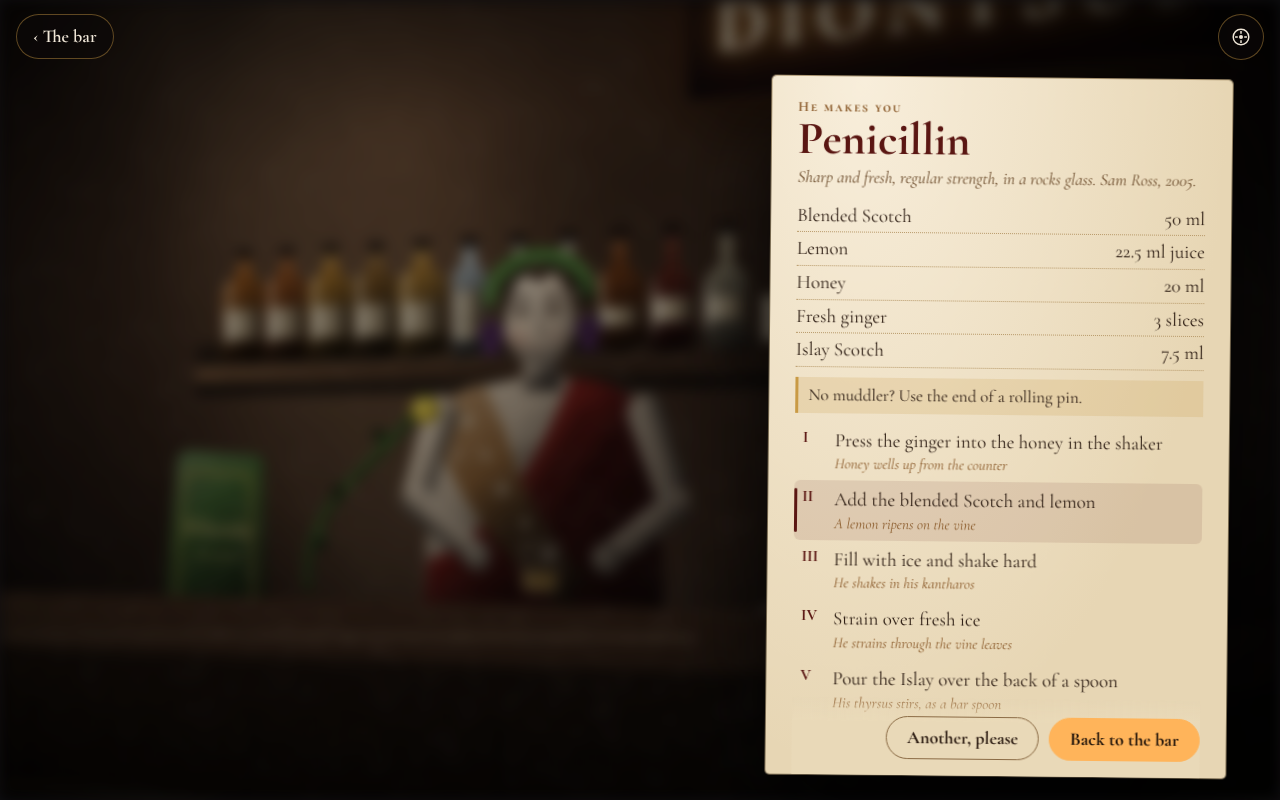 ‹ The bar
DIONYSUS
He makes you
Penicillin
Sharp and fresh, regular strength, in a rocks glass. Sam Ross, 2005.
Blended Scotch 50 ml
Lemon 22.5 ml juice
Honey 20 ml
Fresh ginger 3 slices
Islay Scotch 7.5 ml
No muddler? Use the end of a rolling pin.
I Press the ginger into the honey in the shaker
Honey wells up from the counter
II Add the blended Scotch and lemon
A lemon ripens on the vine
III Fill with ice and shake hard
He shakes in his kantharos
IV Strain over fresh ice
He strains through the vine leaves
V Pour the Islay over the back of a spoon
His thyrsus stirs, as a bar spoon
Another, please
Back to the bar